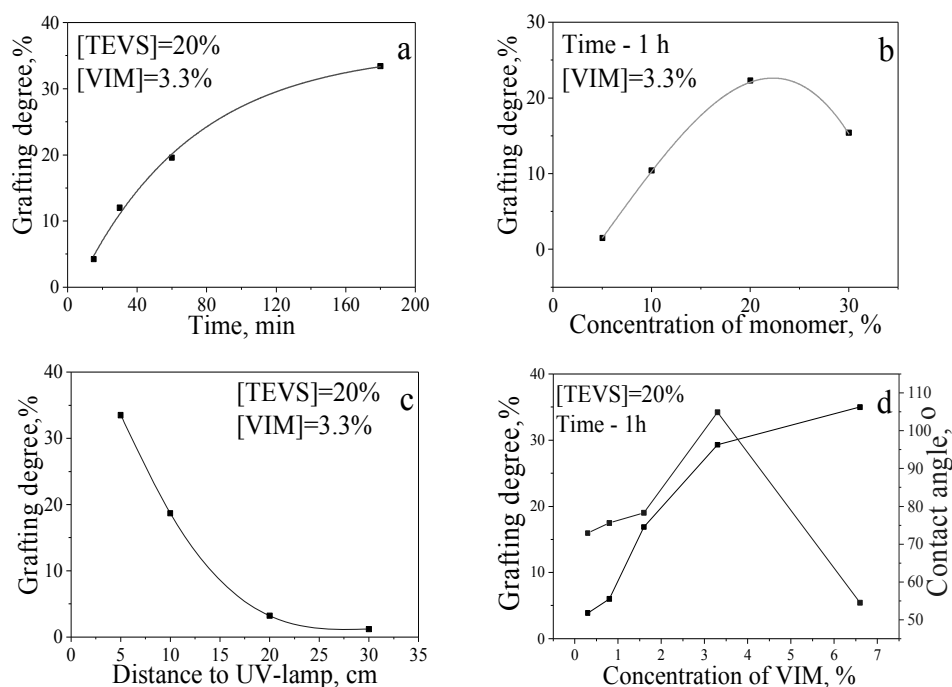 40
30
20
10
0
Grafting degree,%
[TEVS]=20%
[VIM]=3.3%
a
0 40 80 120 160 200
Time, min
30
20
10
0
Grafting degree,%
Time - 1 h
[VIM]=3.3%
b
0 10 20 30
Concentration of monomer, %
40
30
20
10
0
Grafting degree,%
[TEVS]=20%
[VIM]=3.3%
c
0 5 10 15 20 25 30 35
Distance to UV-lamp, cm
40
30
20
10
0
Grafting degree,%
[TEVS]=20%
Time - 1h
d
110
100
90
80
70
60
50
Contact angle, o
0 1 2 3 4 5 6 7
Concentration of VIM, %